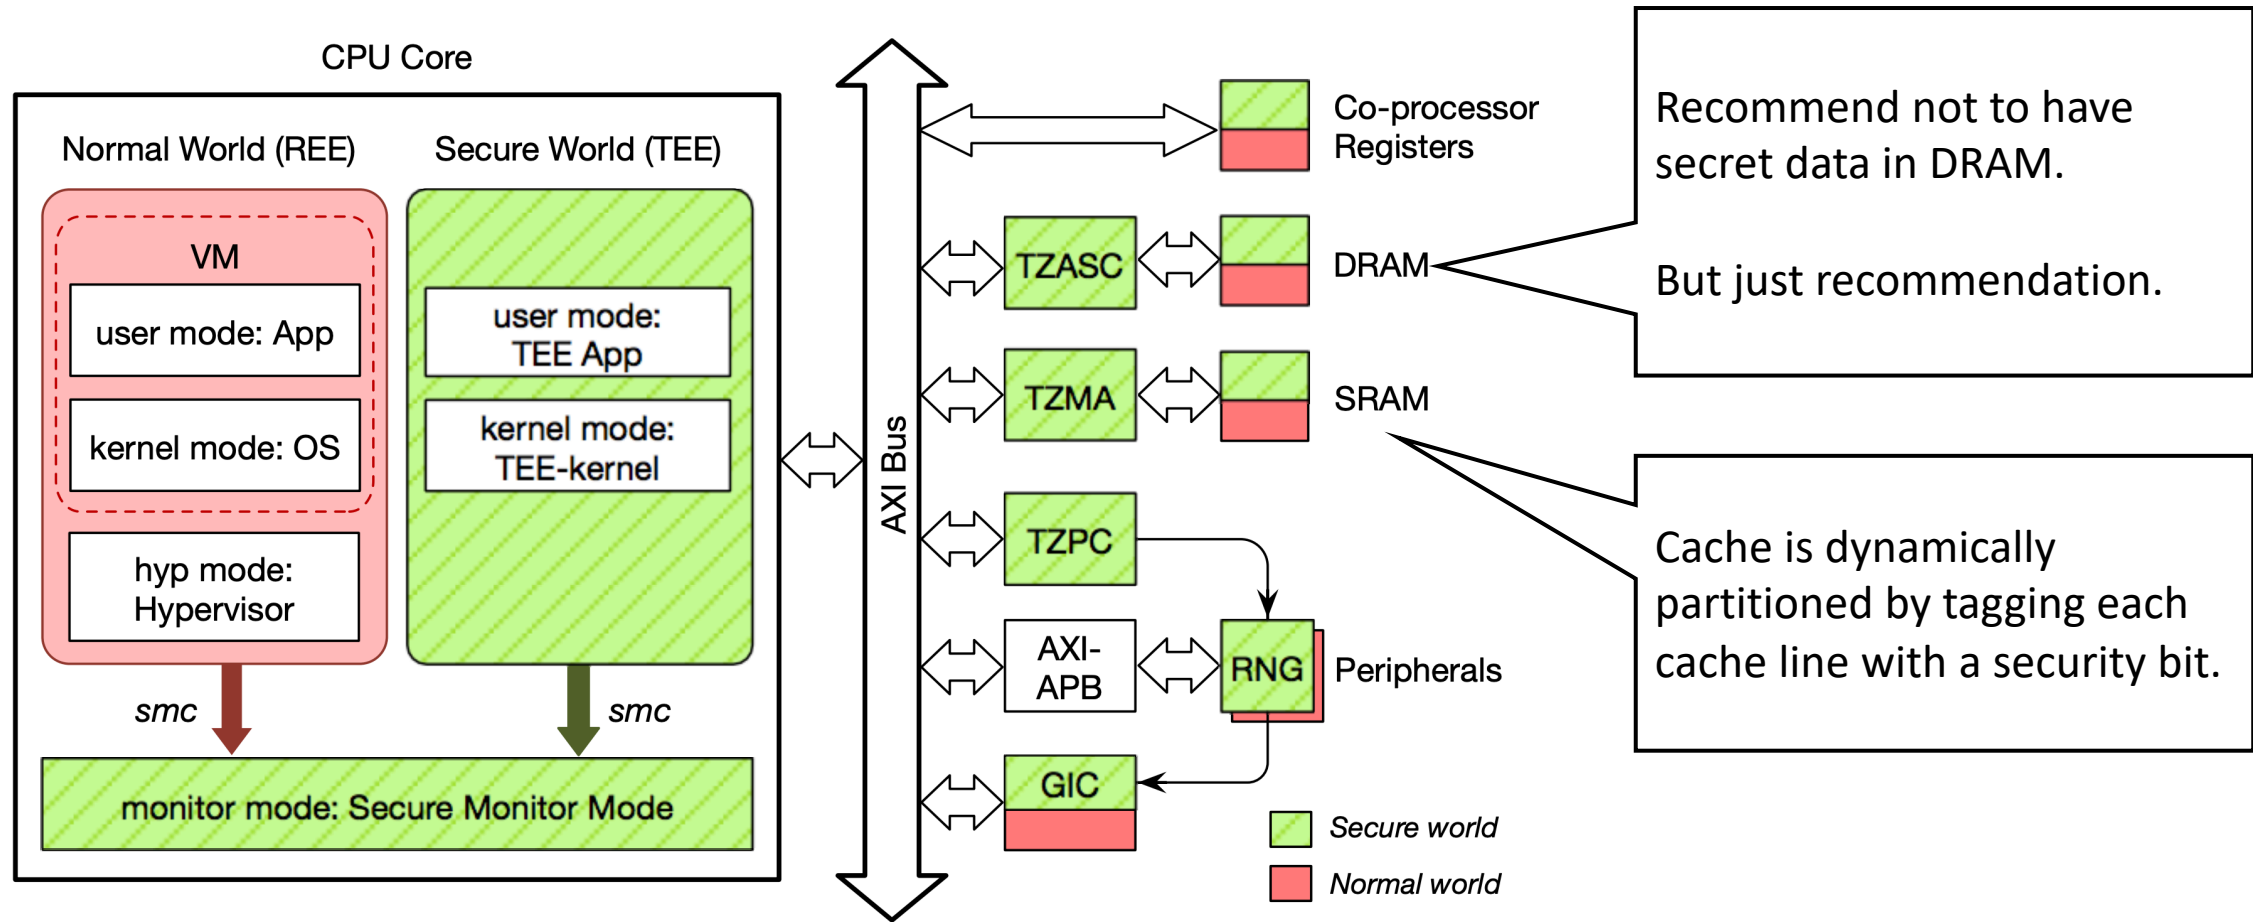 CPU Core
Normal World (REE)
Secure World (TEE)
VM
user mode: App
kernel mode: OS
hyp mode:
Hypervisor
user mode:
TEE App
kernel mode:
TEE-kernel
smc
smc
monitor mode: Secure Monitor Mode
AXI Bus
Co-processor
Registers
TZASC
DRAM
TZMA
SRAM
TZPC
AXI-
APB
RNG
Peripherals
GIC
Secure world
Normal world
Recommend not to have
secret data in DRAM.
But just recommendation.
Cache is dynamically
partitioned by tagging each
cache line with a security bit.